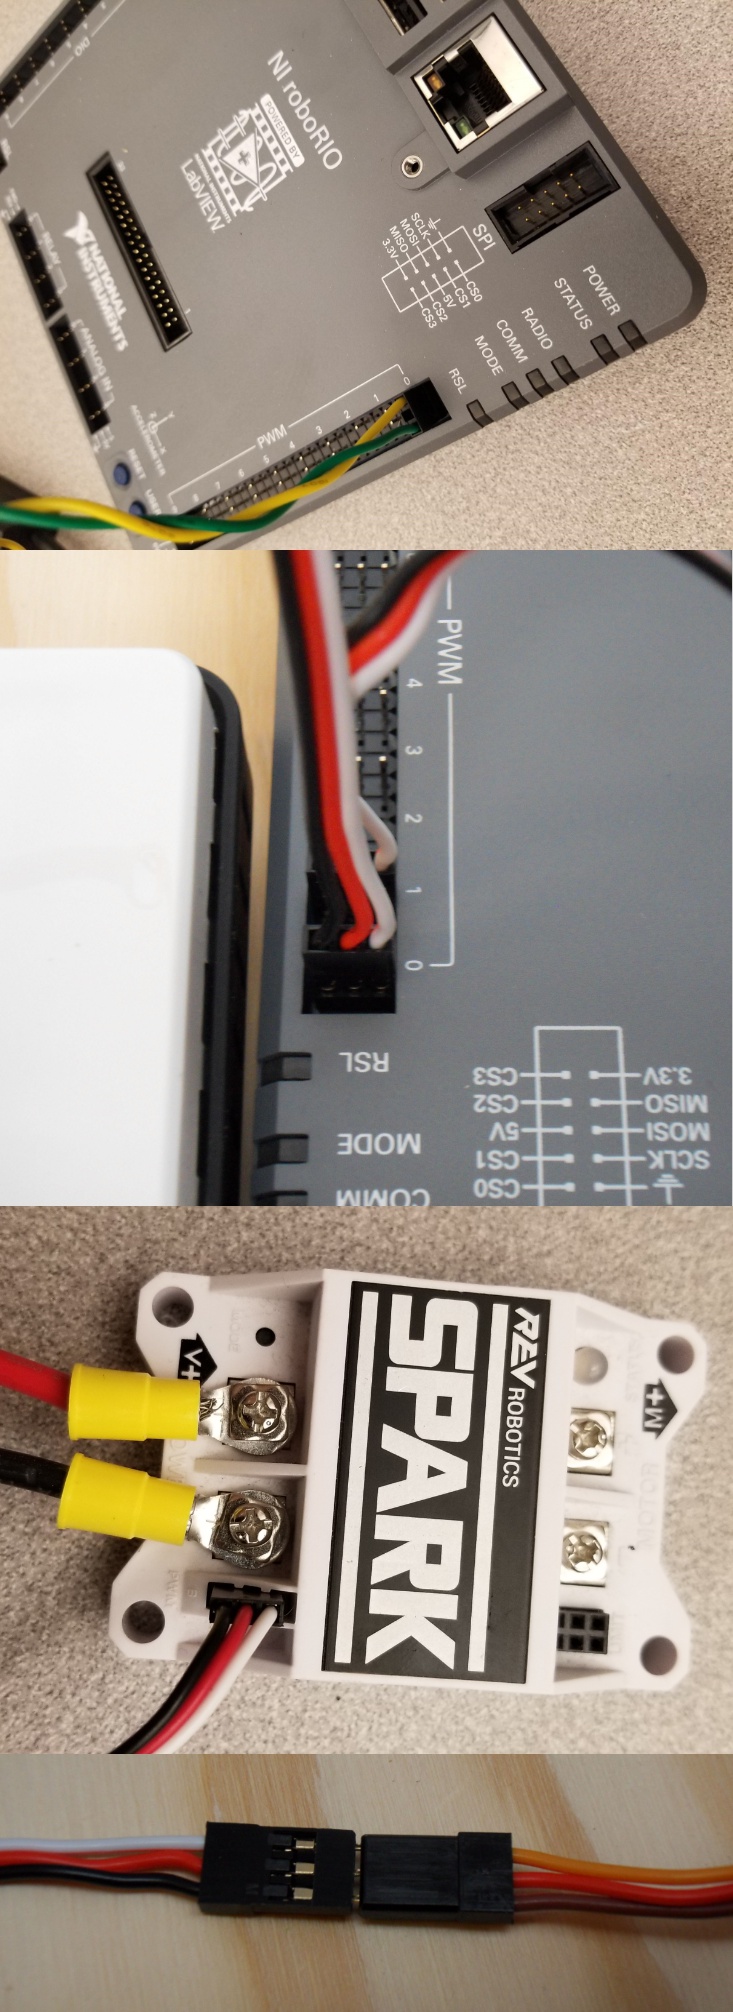 DIO
NI roboRIO
POWERED BY
LabVIEW
NATIONAL
INSTRUMENTS
RELAY
ANALOG IN
ACCELEROMETER
RESET
SPI
SCLK
MOSI
MISO
3.3V
CS0
CS1
5V
CS2
CS3
POWER
STATUS
RADIO
COMM
MODE
RSL
PWM
0
1
2
3
4
5
6
7
PWM
4
3
2
1
0
RSL
MODE
COMM
CS3
CS2
5V
CS1
CS0
3.3V
MISO
MOSI
SCLK
V+
REV ROBOTICS
SPARK
M+
MOTOR